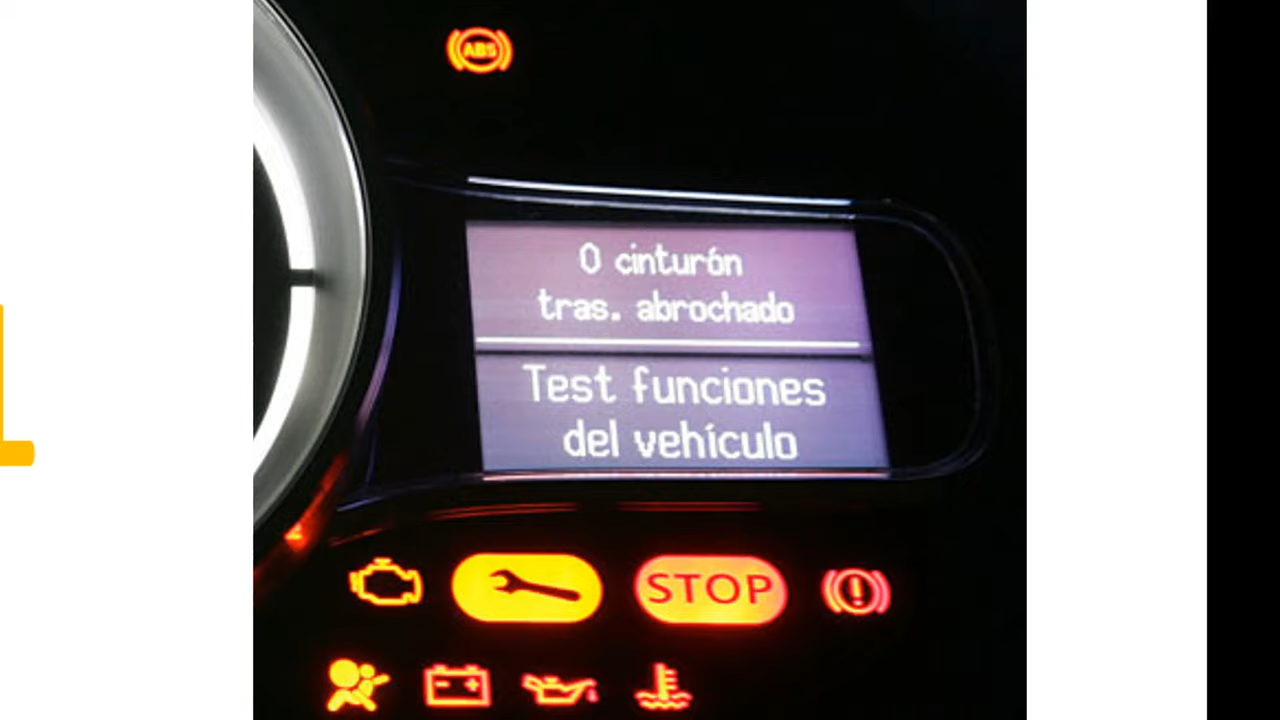 ABS
0 cinturón
tras. abrochado
Test funciones
del vehículo
STOP